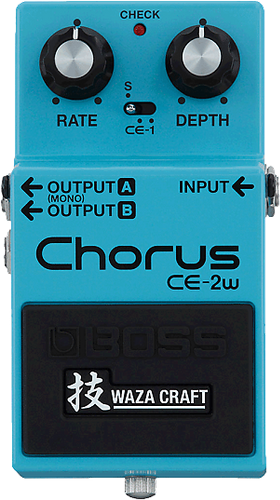 CHECK
S
RATE
DEPTH
CE-1
OUTPUT A
INPUT
(MONO)
OUTPUT B
Chorus
CE-2w
BOSS
技 WAZA CRAFT